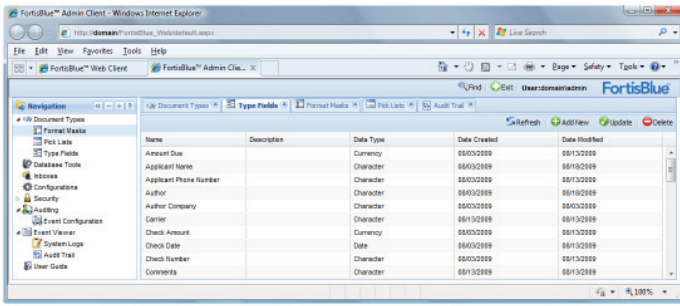 FortisBlue™ Admin Client - Windows Internet Explorer
http://domain/FortisBlue_Web/default.aspx
Live Search
File Edit View Favorites Tools Help
FortisBlue™ Web Client
FortisBlue™ Admin Clie...
Page Safety Tools
Find Exit User:domain\admin FortisBlue
Navigation
Document Types
Format Masks
Pick Lists
Type Fields
Database Tools
Inboxes
Configurations
Security
Auditing
Event Configuration
Event Viewer
System Logs
Audit Trail
User Guide
Document Types Type Fields Format Masks Pick Lists Audit Trail
Refresh Add New Update Delete
Name Description Data Type Date Created Date Modified
Amount Due Currency 08/03/2009 08/13/2009
Applicant Name Character 08/03/2009 08/18/2009
Applicant Phone Number Character 08/03/2009 08/13/2009
Author Character 08/03/2009 08/18/2009
Author Company Character 08/03/2009 08/03/2009
Carrier Character 08/13/2009 08/13/2009
Check Amount Currency 08/03/2009 08/13/2009
Check Date Date 08/03/2009 08/13/2009
Check Number Character 08/03/2009 08/13/2009
Comments Character 08/13/2009 08/13/2009
100%